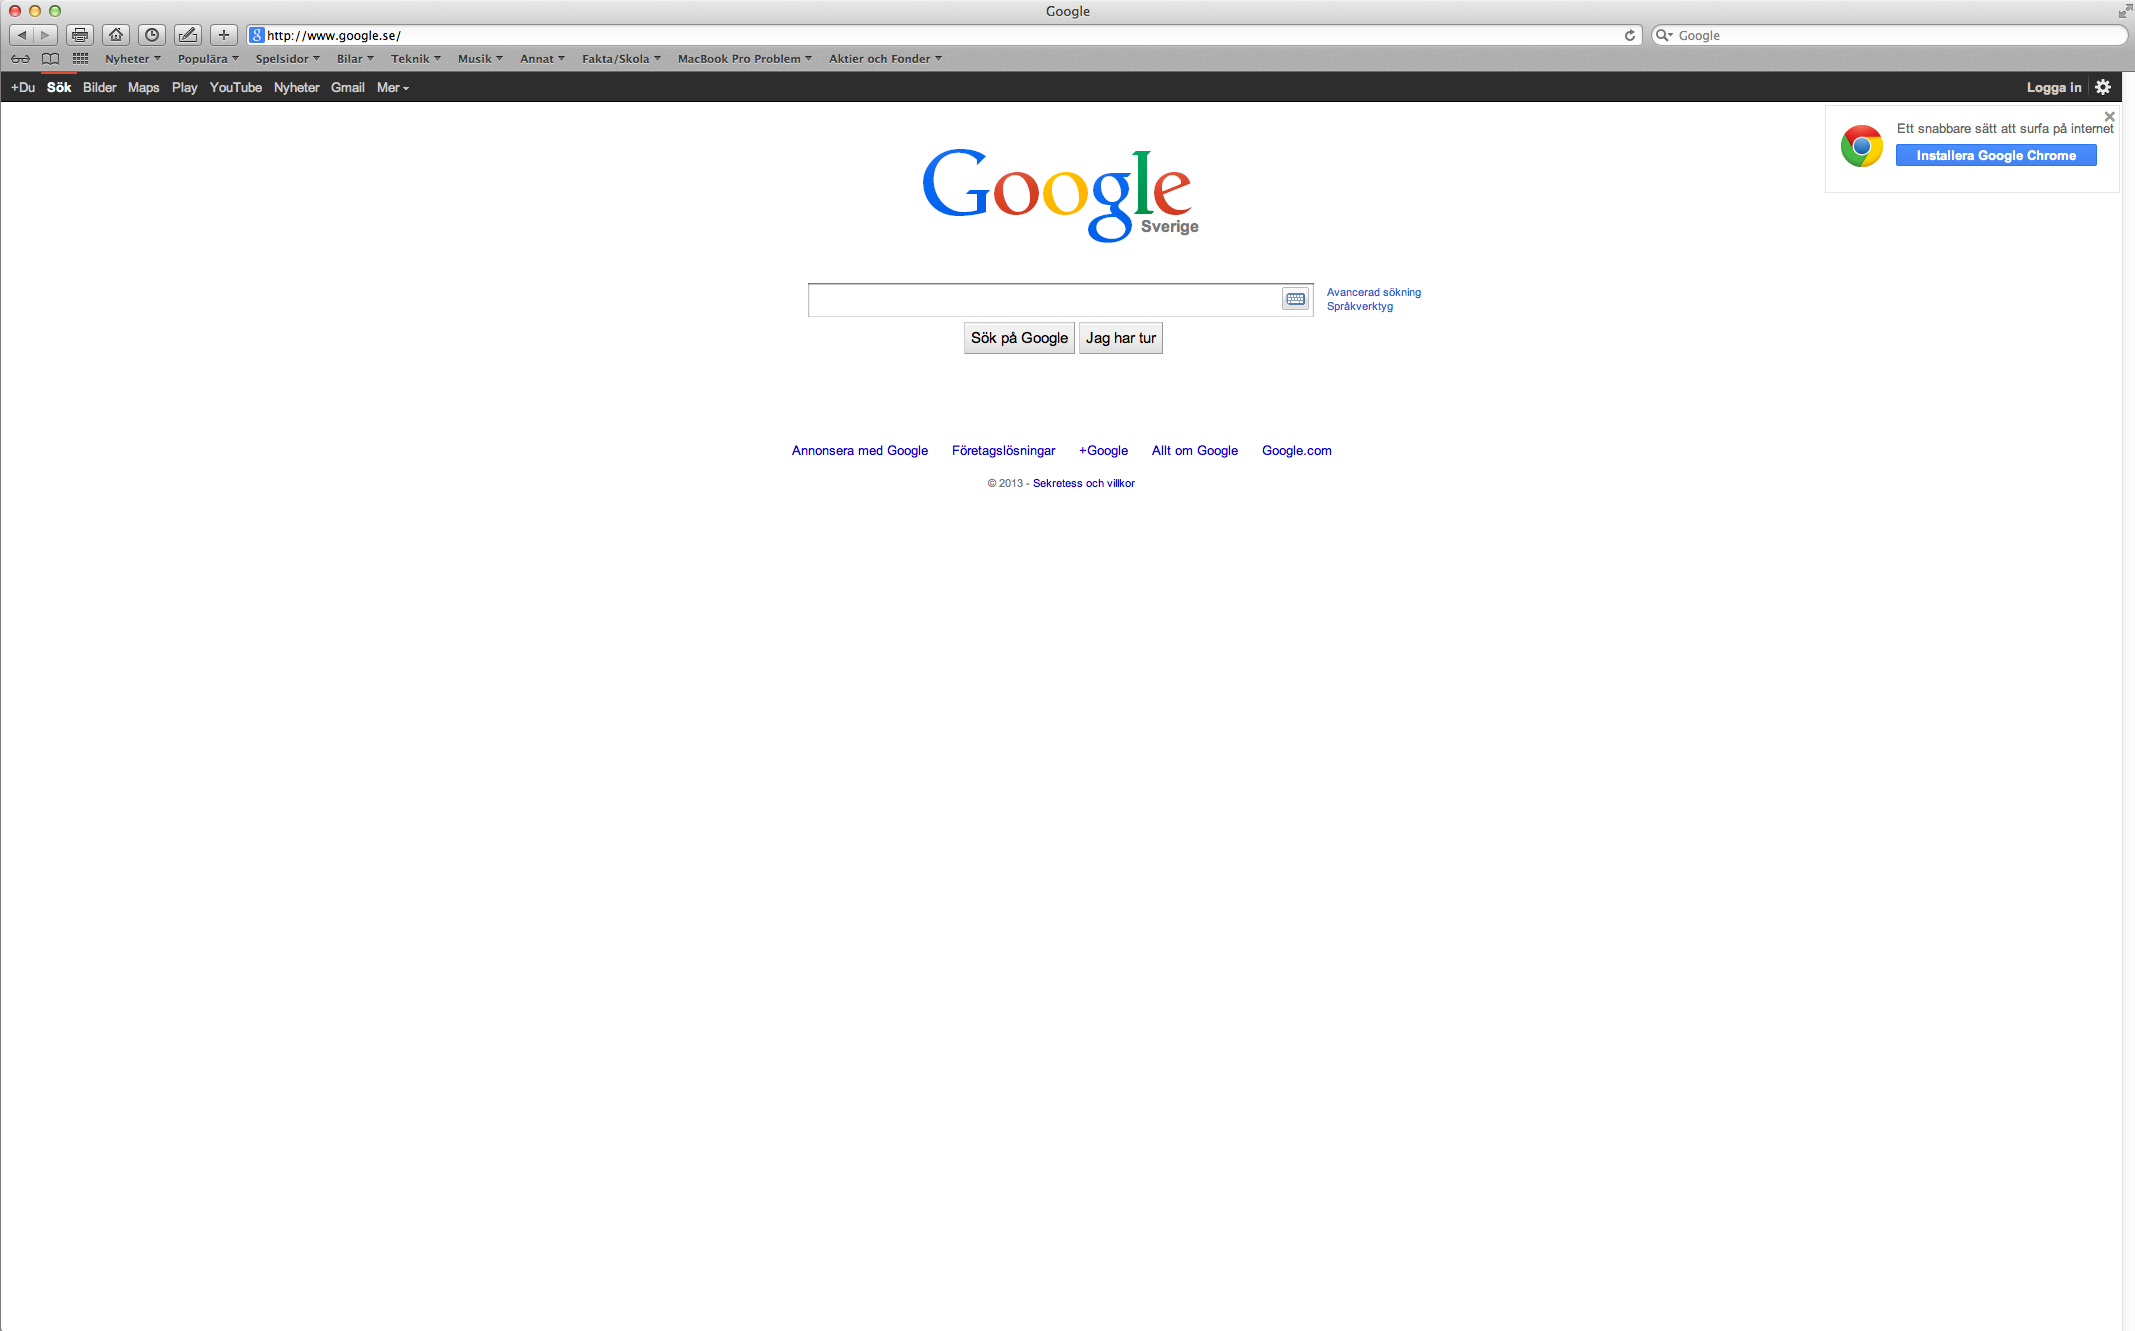 Google
http://www.google.se/
Google
Nyheter Populära Spelsidor Bilar Teknik Musik Annat Fakta/Skola MacBook Pro Problem Aktier och Fonder
+Du Sök Bilder Maps Play YouTube Nyheter Gmail Mer Logga in
Ett snabbare sätt att surfa på internet
Installera Google Chrome
Google
Sverige
Avancerad sökning
Språkverktyg
Sök på Google Jag har tur
Annonsera med Google Företagslösningar +Google Allt om Google Google.com
© 2013 - Sekretess och villkor